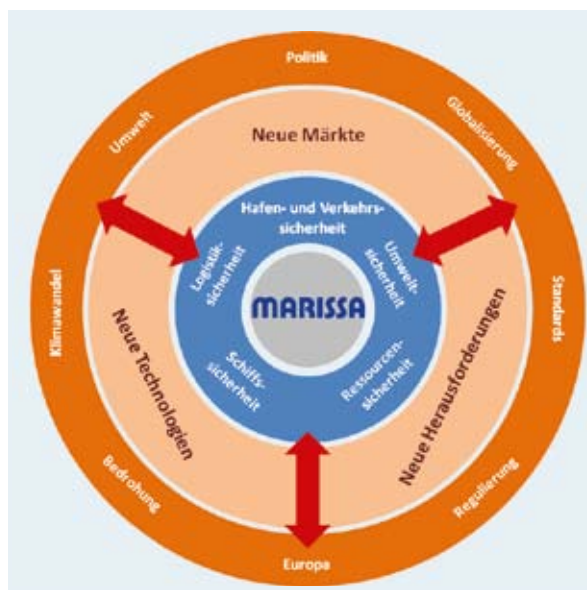 Politik
Umwelt
Globalisierung
Neue Märkte
Hafen- und Verkehrs-
sicherheit
Logistik-
sicherheit
Umwelt-
sicherheit
MARISSA
Klimawandel
Standards
Neue Technologien
Neue Herausforderungen
Schiffs-
sicherheit
Ressourcen-
sicherheit
Bedrohung
Regulierung
Europa